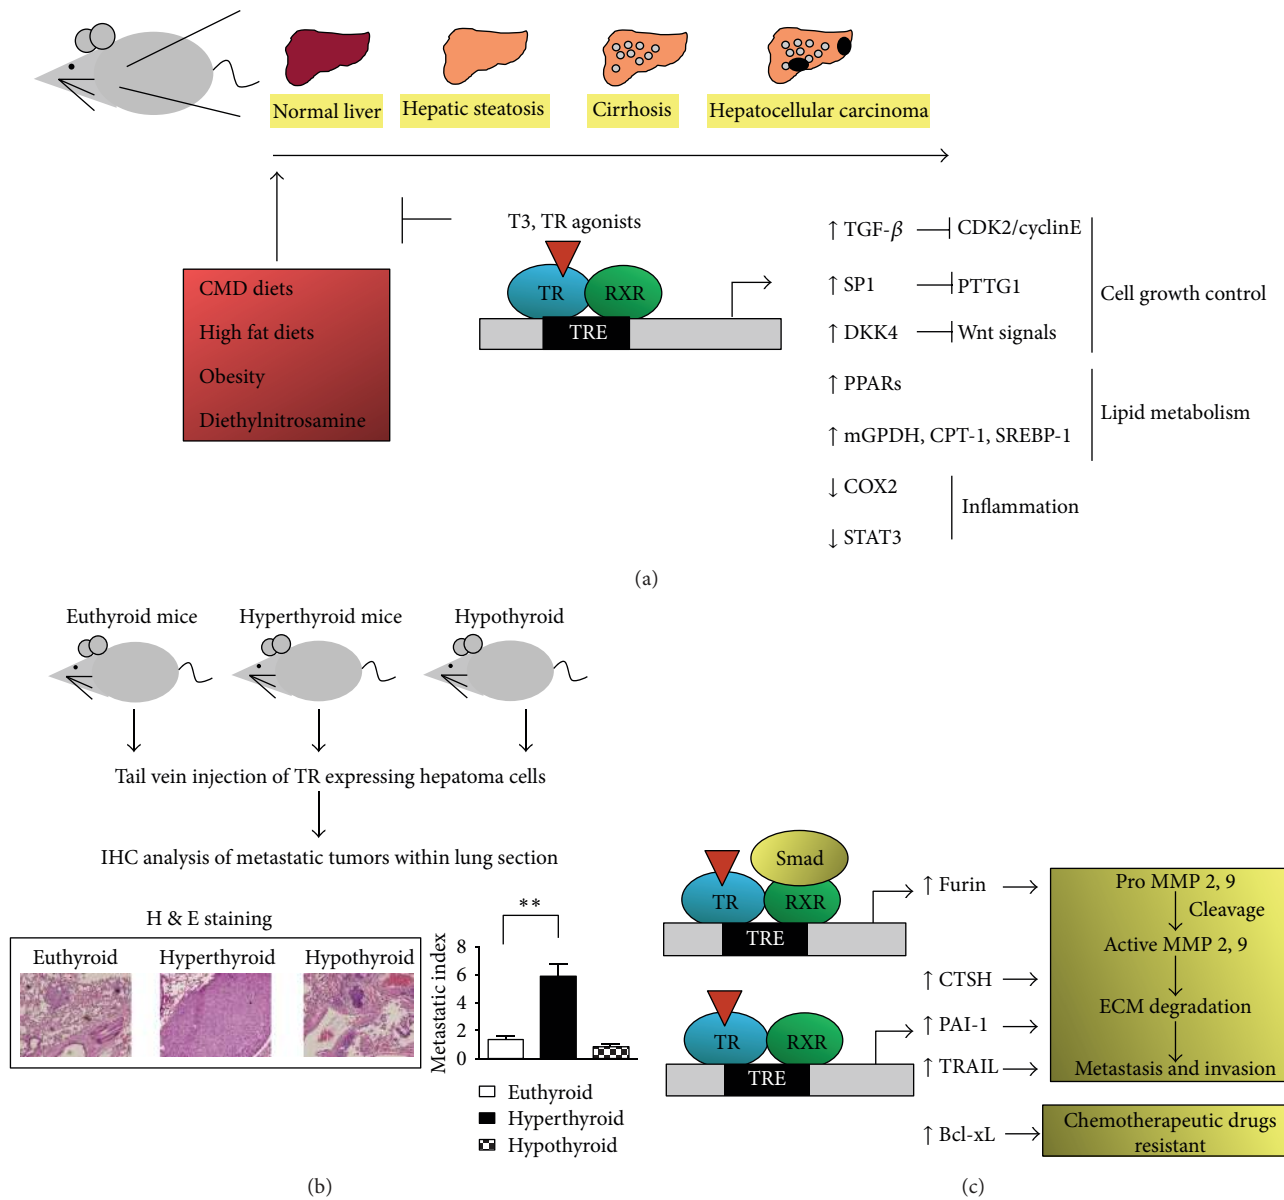 Normal liver
Hepatic steatosis
Cirrhosis
Hepatocellular carcinoma
CMD diets
High fat diets
Obesity
Diethylnitrosamine
T3, TR agonists
TR
RXR
TRE
↑ TGF-β
CDK2/cyclinE
↑ SP1
PTTG1
↑ DKK4
Wnt signals
Cell growth control
↑ PPARs
↑ mGPDH, CPT-1, SREBP-1
Lipid metabolism
↓ COX2
↓ STAT3
Inflammation
(a)
Euthyroid mice
Hyperthyroid mice
Hypothyroid
Tail vein injection of TR expressing hepatoma cells
IHC analysis of metastatic tumors within lung section
H & E staining
Euthyroid
Hyperthyroid
Hypothyroid
Metastatic index
8
6
4
2
0
**
Euthyroid
Hyperthyroid
Hypothyroid
(b)
Smad
TR
RXR
TRE
↑ Furin
↑ CTSH
TR
RXR
TRE
↑ PAI-1
↑ TRAIL
↑ Bcl-xL
Pro MMP 2, 9
Cleavage
Active MMP 2, 9
ECM degradation
Metastasis and invasion
Chemotherapeutic drugs
resistant
(c)